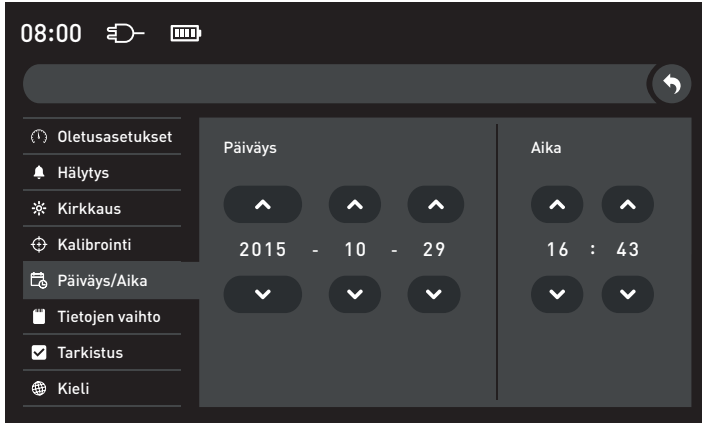 08:00
Oletusasetukset
Hälytys
Kirkkaus
Kalibrointi
Päiväys/Aika
Tietojen vaihto
Tarkistus
Kieli
Päiväys
2015 - 10 - 29
Aika
16 : 43